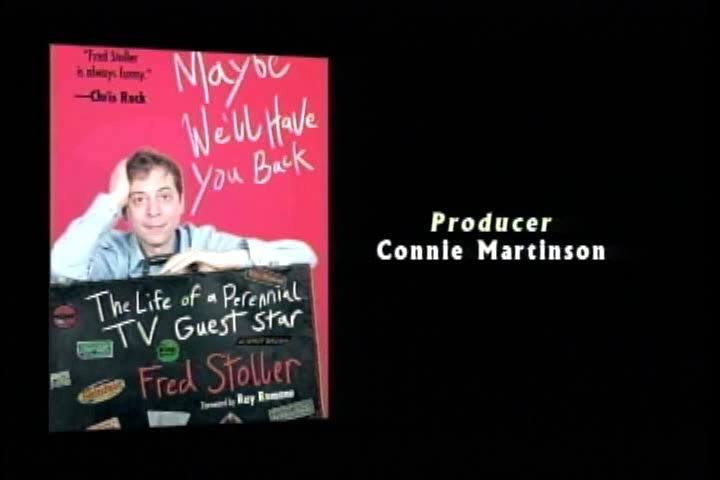 "Fred Stoller
is always funny."
—Chris Rock
Maybe
We'll Have
You Back
The Life of a Perennial
TV Guest Star
Fred Stoller
Foreword by Ray Romano
Producer
Connie Martinson